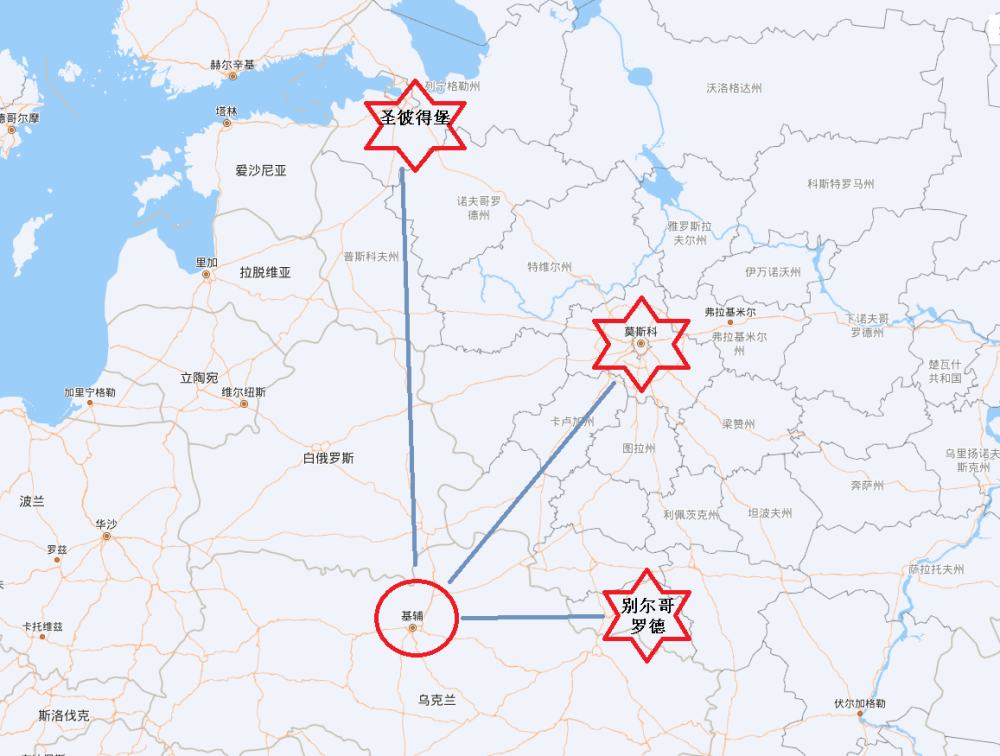 赫尔辛基
列宁格勒州
沃洛格达州
塔林
圣彼得堡
德哥尔摩
爱沙尼亚
科斯特罗马州
诺夫哥罗
德州
雅罗斯拉
夫尔州
普斯科夫州
里加
拉脱维亚
特维尔州
伊万诺沃州
弗拉基米尔
莫斯科
弗拉基米尔
州
下诺夫哥
罗德州
楚瓦什
共和国
立陶宛
加里宁格勒
维尔纽斯
卡卢加州
梁赞州
图拉州
白俄罗斯
乌里扬诺夫
斯克州
奔萨州
波兰
利佩茨克州
坦波夫州
华沙
罗兹
萨拉托夫州
别尔哥
罗德
基辅
卡托维兹
乌克兰
伏尔加格勒
斯洛伐克